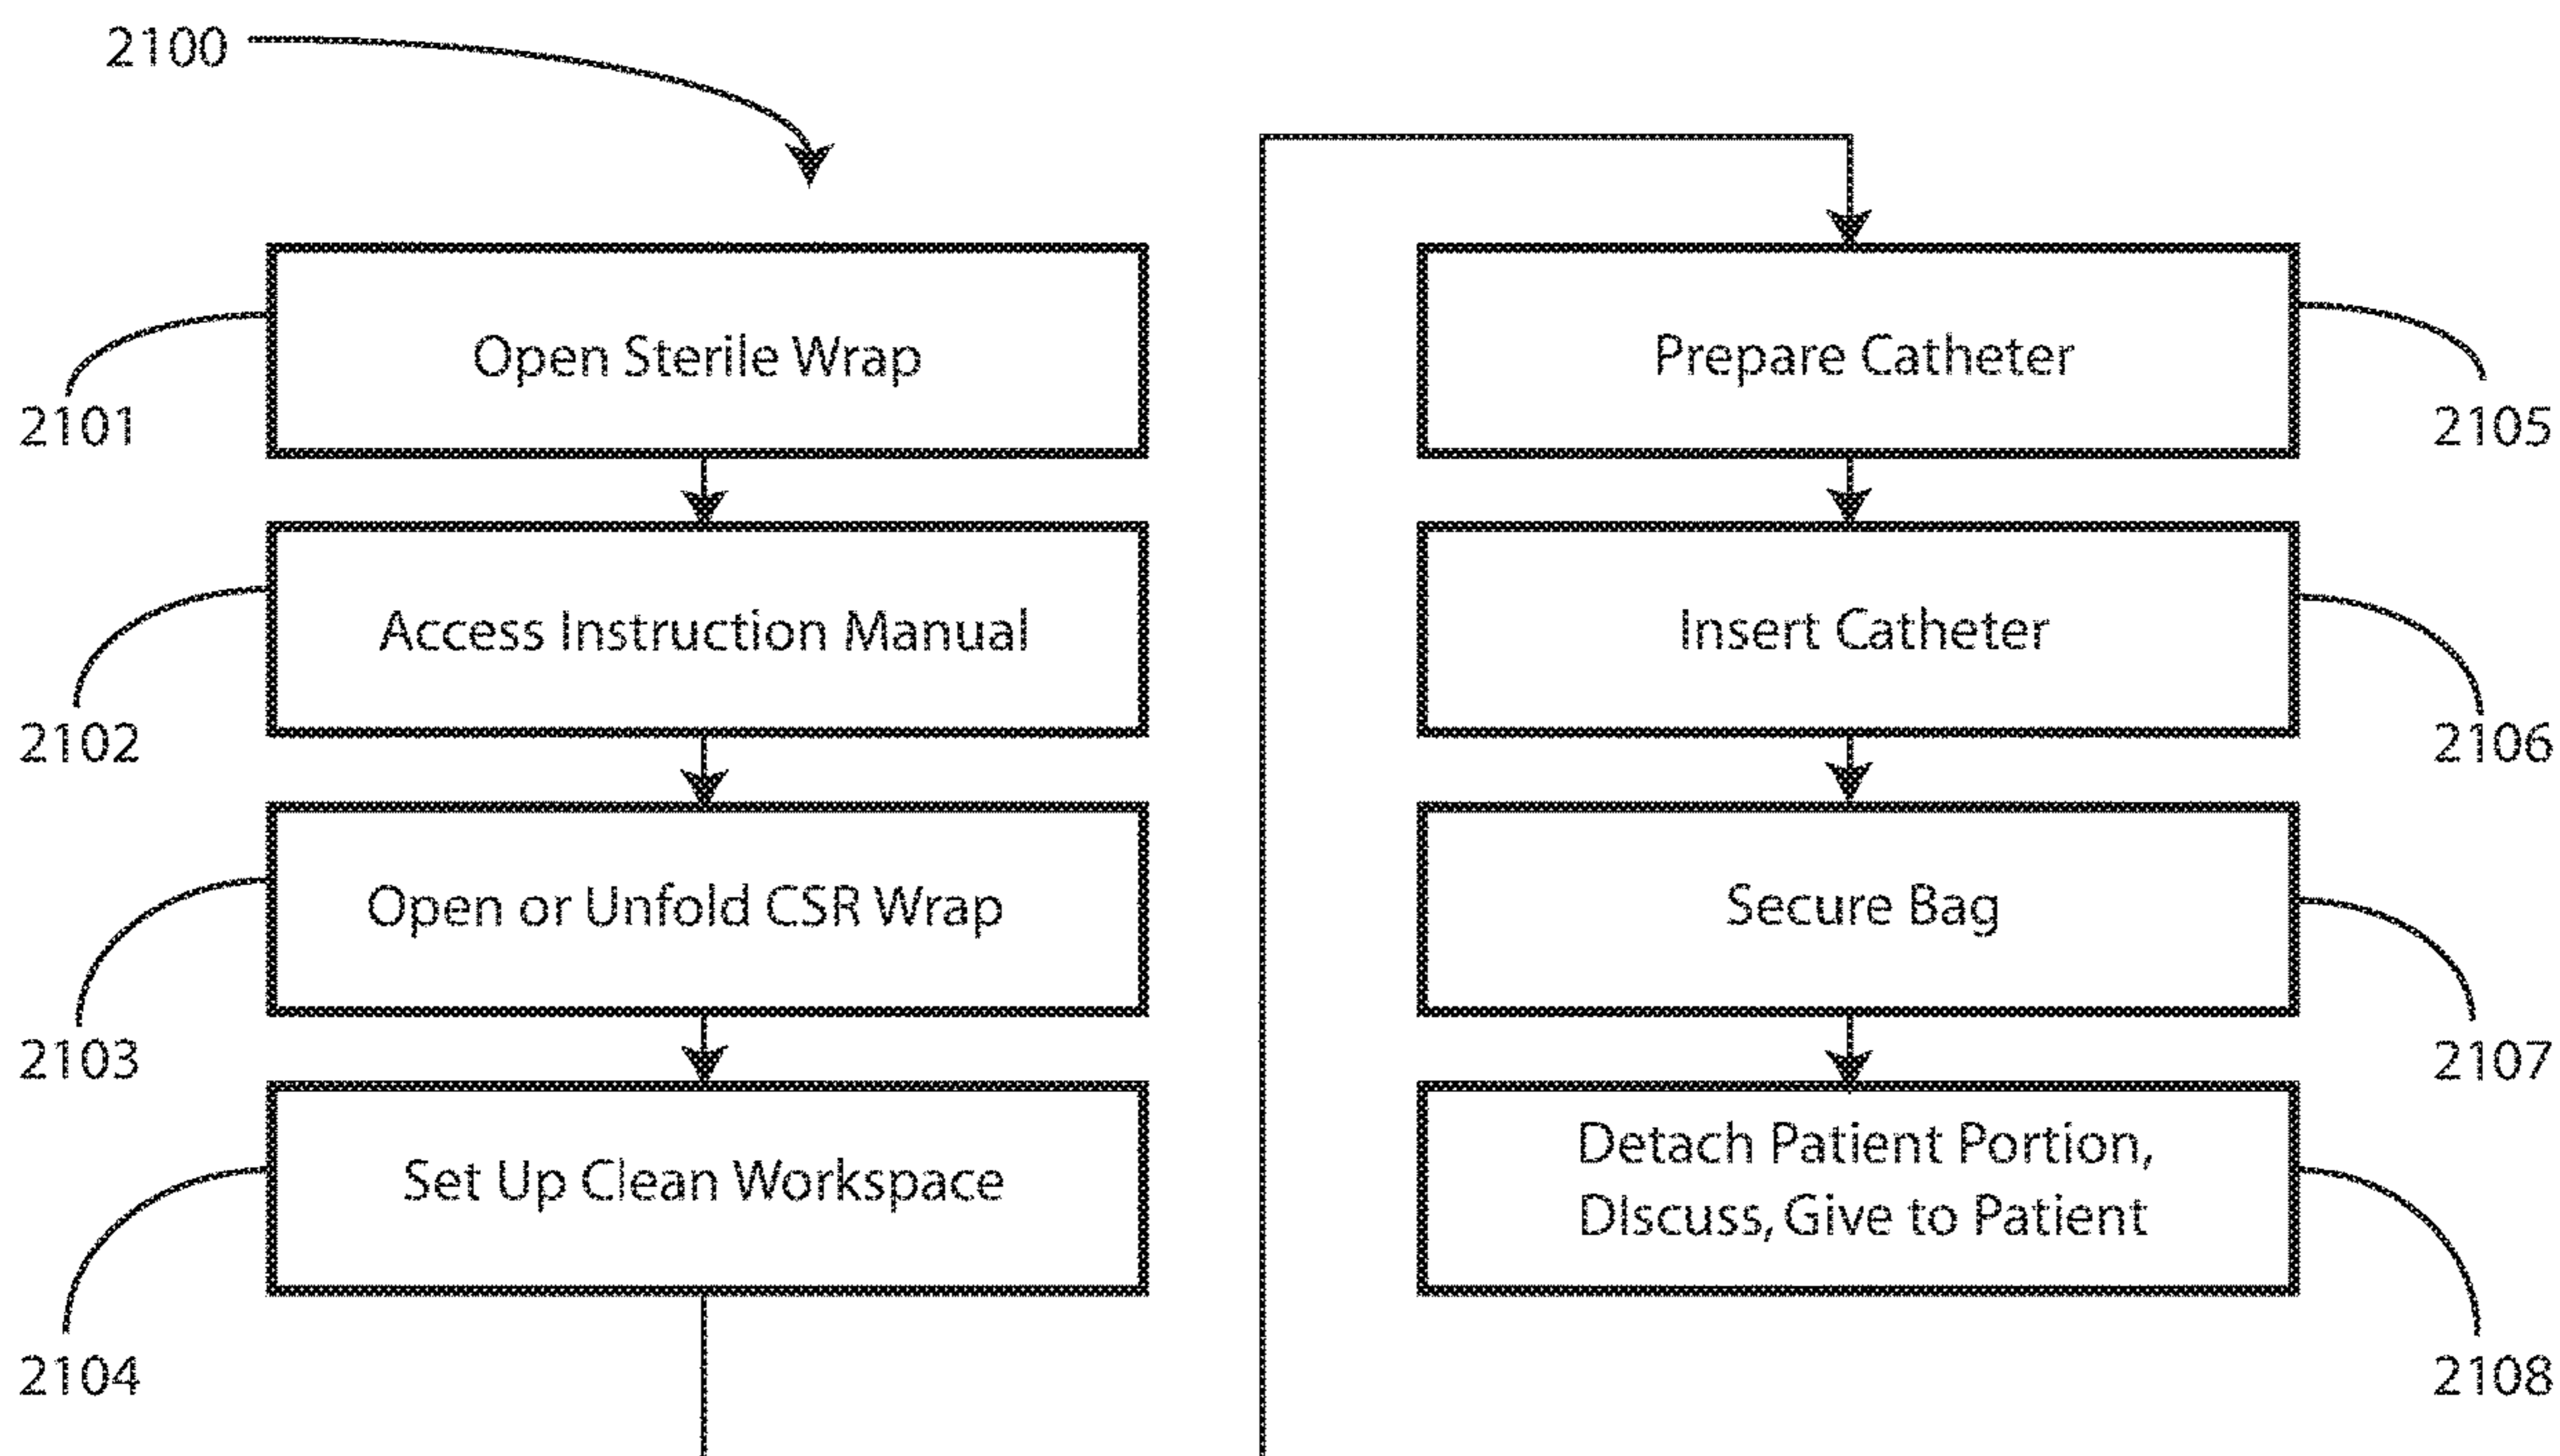 2100
Open Sterile Wrap
2101
Access Instruction Manual
2102
Open or Unfold CSR Wrap
2103
Set Up Clean Workspace
2104
Prepare Catheter
2105
Insert Catheter
2106
Secure Bag
2107
Detach Patient Portion,
DIscuss, Give to Patient
2108